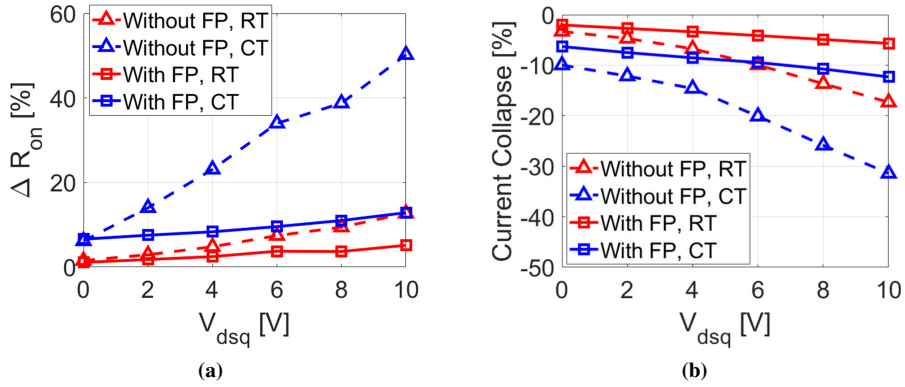 60
40
20
0
Δ R_on [%]
Without FP, RT
Without FP, CT
With FP, RT
With FP, CT
0 2 4 6 8 10
V_dsq [V]
(a)
0
-10
-20
-30
-40
-50
Current Collapse [%]
Without FP, RT
Without FP, CT
With FP, RT
With FP, CT
0 2 4 6 8 10
V_dsq [V]
(b)